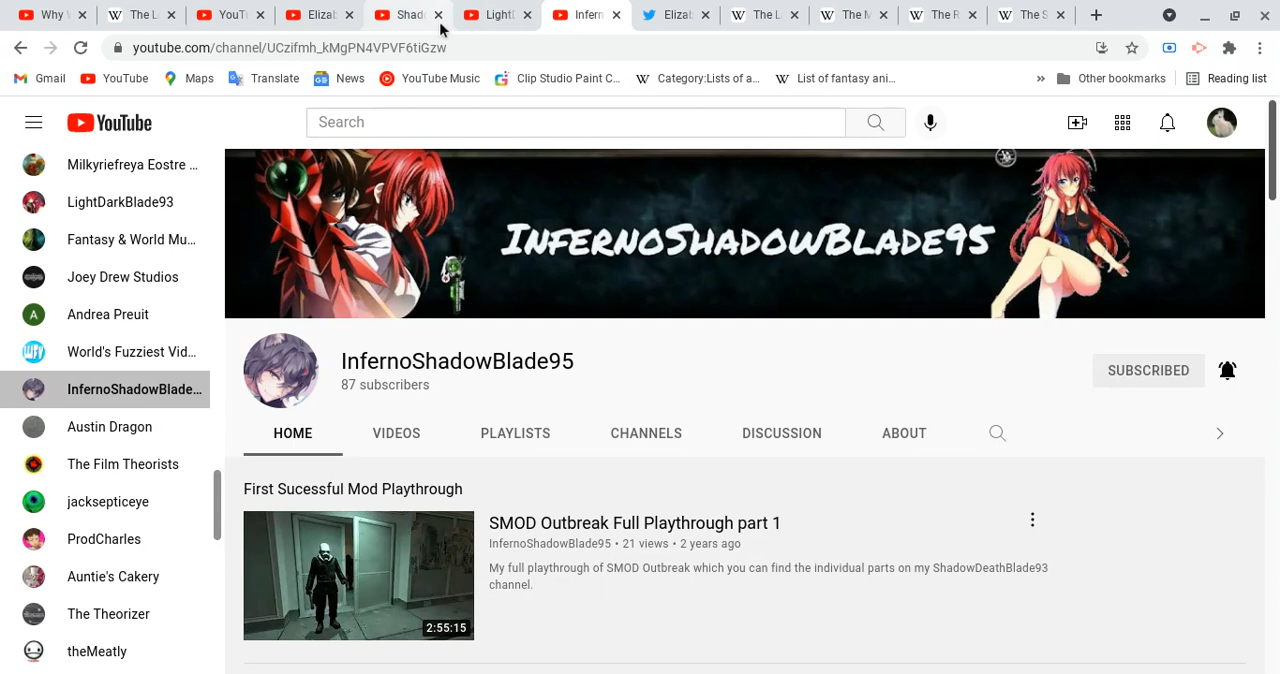 Why \
The L
YouT
Elizab
Shad
LightD
Infern
Elizab
The La
The M
The R
The S
youtube.com/channel/UCzifmh_kMgPN4VPVF6tiGzw
Gmail YouTube Maps Translate News YouTube Music Clip Studio Paint C... Category:Lists of a... List of fantasy ani... » Other bookmarks Reading list
YouTube
Search
Milkyriefreya Eostre ...
LightDarkBlade93
Fantasy & World Mu...
Joey Drew Studios
Andrea Preuit
World's Fuzziest Vid...
InfernoShadowBlade...
Austin Dragon
The Film Theorists
jacksepticeye
ProdCharles
Auntie's Cakery
The Theorizer
theMeatly
InfernoShadowBlade95
InfernoShadowBlade95
87 subscribers
SUBSCRIBED
HOME VIDEOS PLAYLISTS CHANNELS DISCUSSION ABOUT
First Sucessful Mod Playthrough
SMOD Outbreak Full Playthrough part 1
InfernoShadowBlade95 • 21 views • 2 years ago
My full playthrough of SMOD Outbreak which you can find the individual parts on my ShadowDeathBlade93
channel.
2:55:15